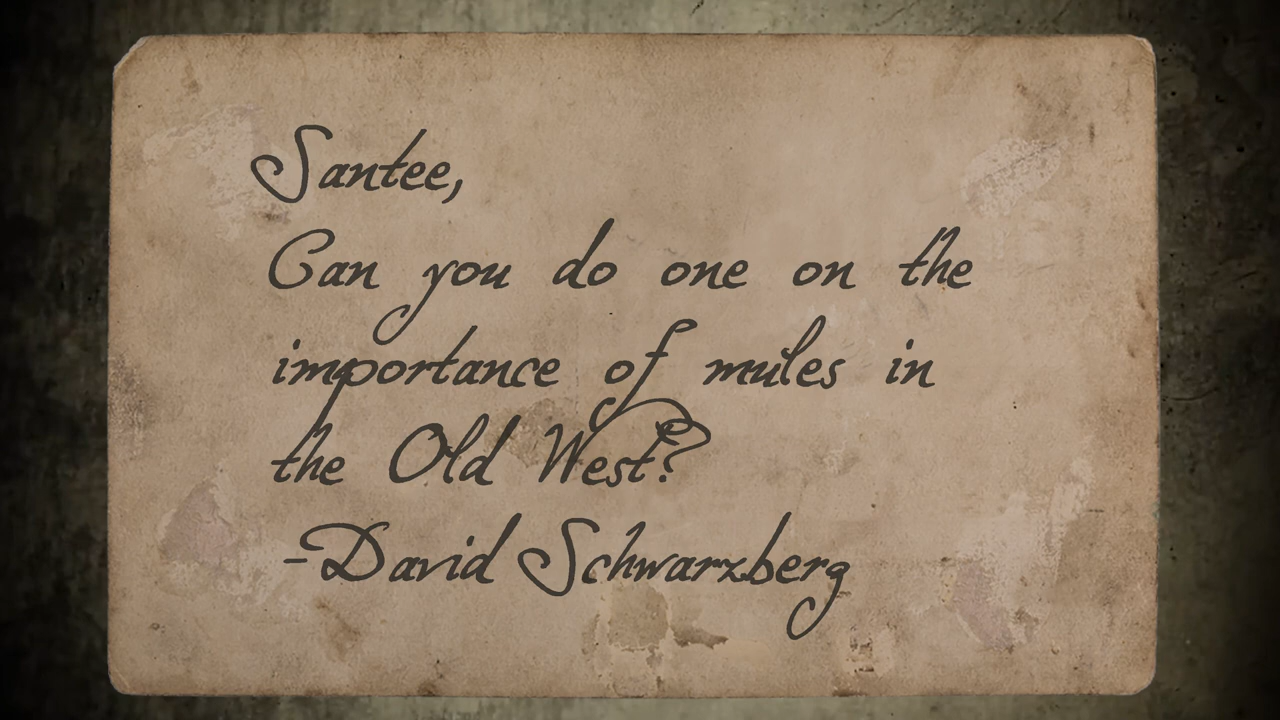 Santee,
Can you do one on the
importance of mules in
the Old West?
-David Schwarzberg